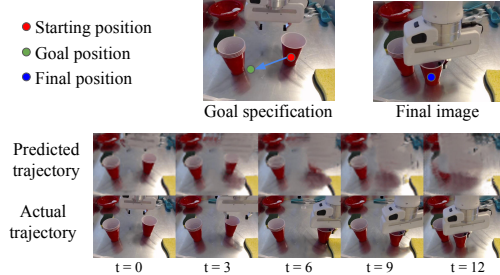 Starting position
Goal position
Final position
Goal specification
Final image
Predicted
trajectory
Actual
trajectory
t = 0
t = 3
t = 6
t = 9
t = 12